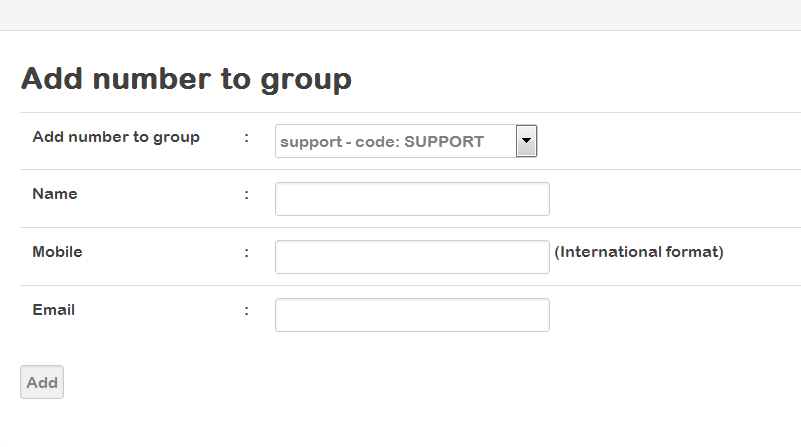 Add number to group
Add number to group : support - code: SUPPORT
Name :
Mobile : (International format)
Email :
Add